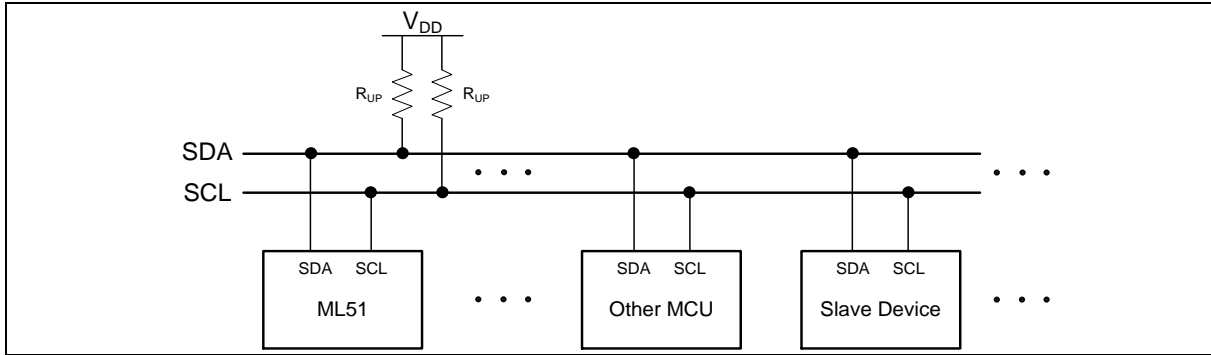 VDD
RUP RUP
SDA
SCL
SDA SCL SDA SCL SDA SCL
ML51 Other MCU Slave Device